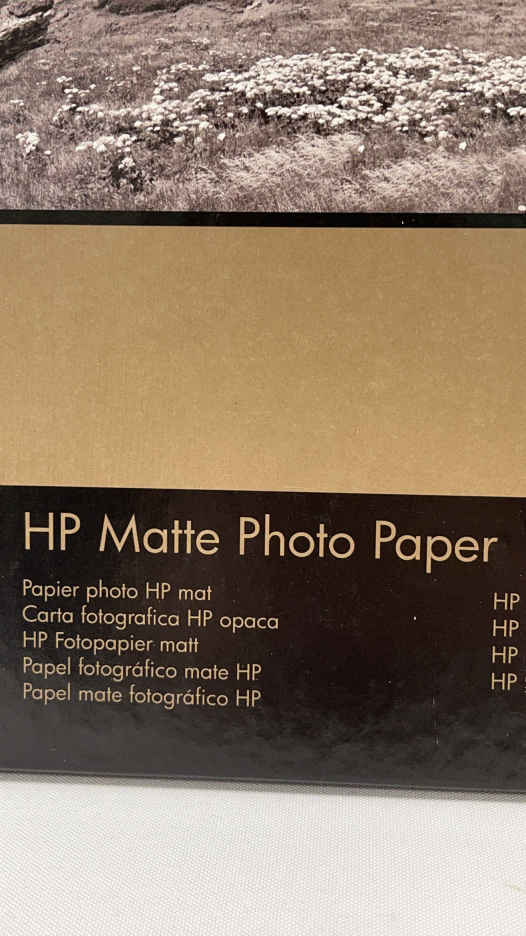 HP Matte Photo Paper
Papier photo HP mat
Carta fotografica HP opaca
HP Fotopapier matt
Papel fotográfico mate HP
Papel mate fotográfico HP
HP
HP
HP
HP